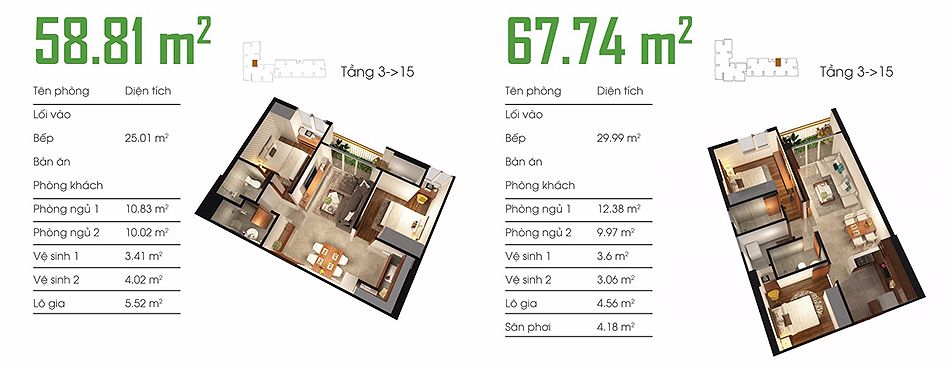 58.81 m²
Tầng 3->15
Tên phòng Diện tích
Lối vào
Bếp 25.01 m²
Bàn án
Phòng khách
Phòng ngủ 1 10.83 m²
Phòng ngủ 2 10.02 m²
Vệ sinh 1 3.41 m²
Vệ sinh 2 4.02 m²
Lô gia 5.52 m²
67.74 m²
Tầng 3->15
Tên phòng Diện tích
Lối vào
Bếp 29.99 m²
Bàn án
Phòng khách
Phòng ngủ 1 12.38 m²
Phòng ngủ 2 9.97 m²
Vệ sinh 1 3.6 m²
Vệ sinh 2 3.06 m²
Lô gia 4.56 m²
Sân phơi 4.18 m²